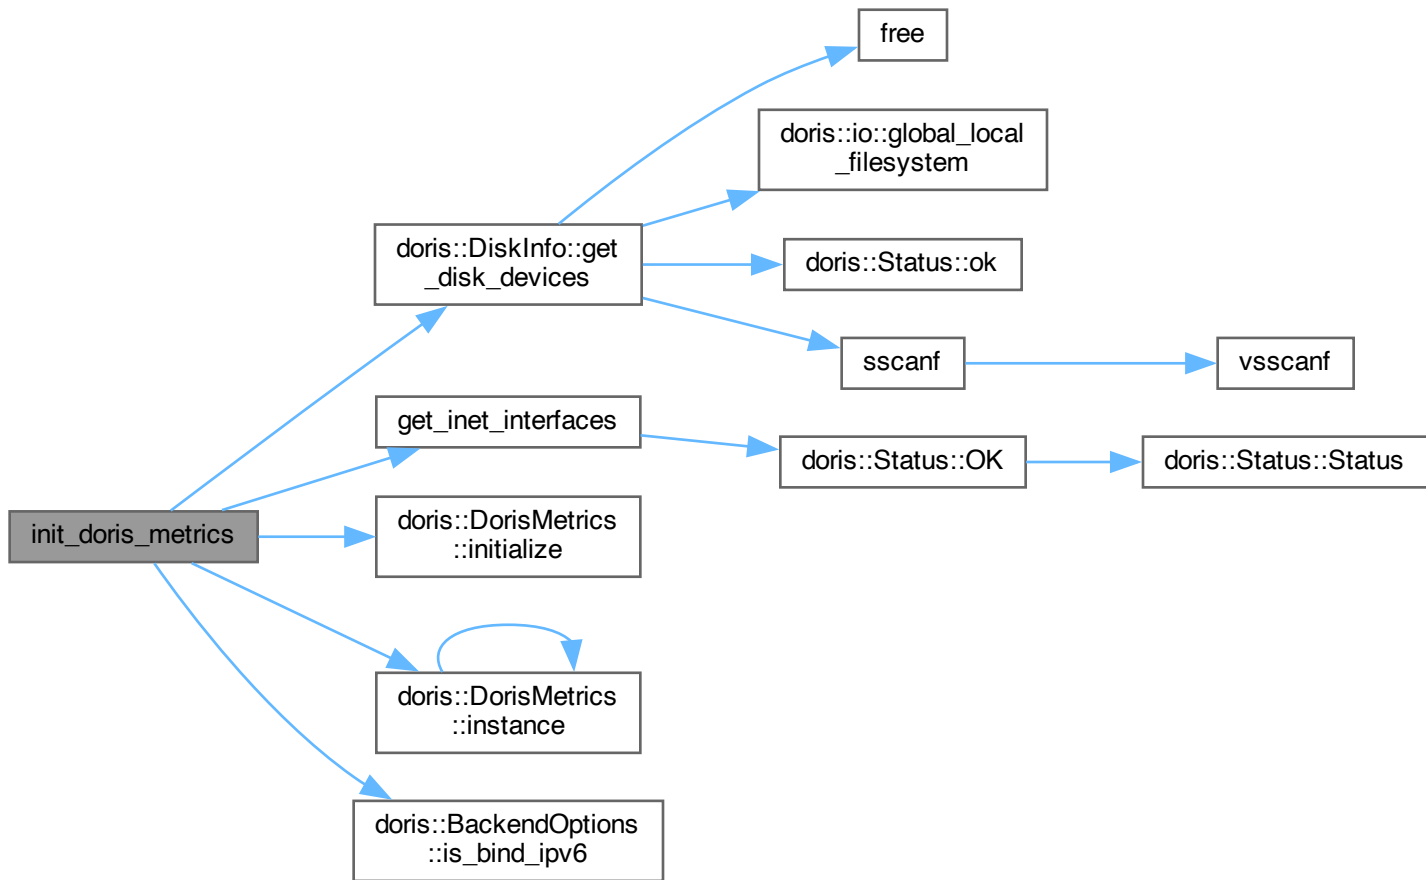 free
doris::io::global_local
_filesystem
doris::DiskInfo::get
_disk_devices
doris::Status::ok
sscanf
vsscanf
get_inet_interfaces
doris::Status::OK
doris::Status::Status
init_doris_metrics
doris::DorisMetrics
::initialize
doris::DorisMetrics
::instance
doris::BackendOptions
::is_bind_ipv6